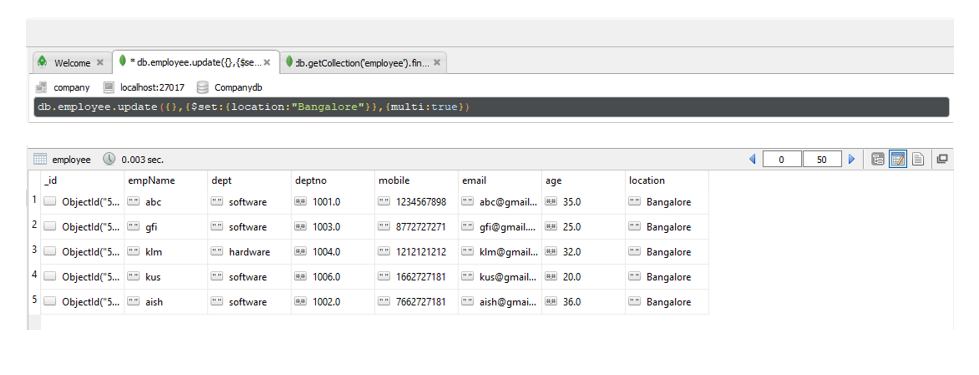 Welcome × * db.employee.update({},{$se...× db.getCollection('employee').fin... ×
company localhost:27017 Companydb
db.employee.update({},{$set:{location:"Bangalore"}},{multi:true})
employee 0.003 sec. 0 50
_id empName dept deptno mobile email age location
1 ObjectId("5... abc software 1001.0 1234567898 abc@gmail... 35.0 Bangalore
2 ObjectId("5... gfi software 1003.0 8772727271 gfi@gmail.... 25.0 Bangalore
3 ObjectId("5... klm hardware 1004.0 1212121212 klm@gmail... 32.0 Bangalore
4 ObjectId("5... kus software 1006.0 1662727181 kus@gmail... 20.0 Bangalore
5 ObjectId("5... aish software 1002.0 7662727181 aish@gmai... 36.0 Bangalore